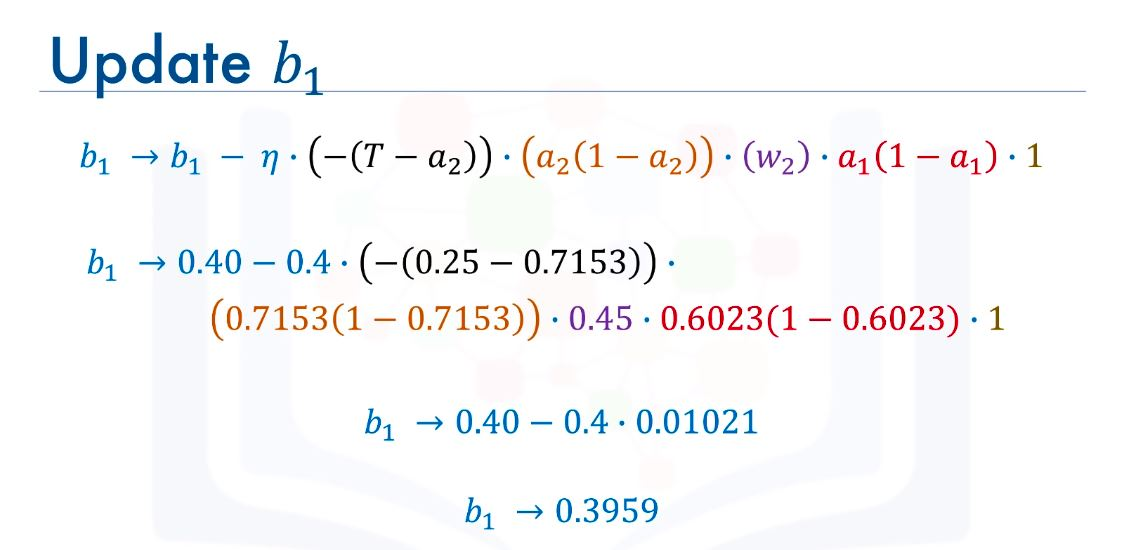 Update b₁
b₁ → b₁ − η · (−(T − a₂)) · (a₂(1 − a₂)) · (w₂) · a₁(1 − a₁) · 1
b₁ → 0.40 − 0.4 · (−(0.25 − 0.7153)) ·
(0.7153(1 − 0.7153)) · 0.45 · 0.6023(1 − 0.6023) · 1
b₁ → 0.40 − 0.4 · 0.01021
b₁ → 0.3959